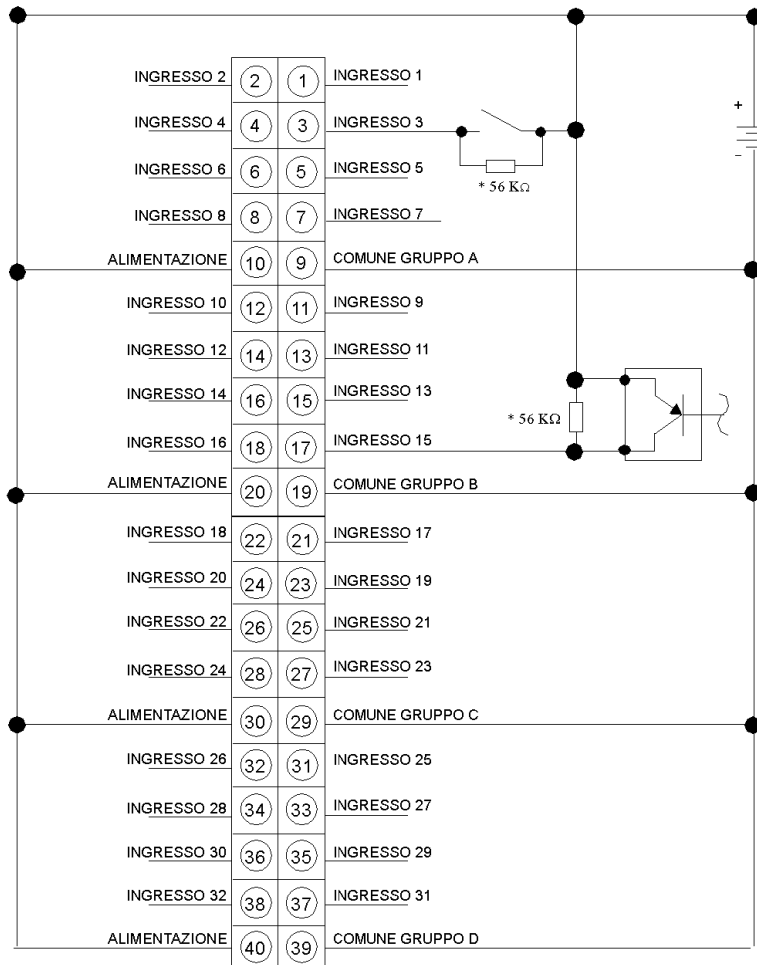 INGRESSO 2 2 1 INGRESSO 1
INGRESSO 4 4 3 INGRESSO 3
+
-
INGRESSO 6 6 5 INGRESSO 5
* 56 KΩ
INGRESSO 8 8 7 INGRESSO 7
ALIMENTAZIONE 10 9 COMUNE GRUPPO A
INGRESSO 10 12 11 INGRESSO 9
INGRESSO 12 14 13 INGRESSO 11
INGRESSO 14 16 15 INGRESSO 13
* 56 KΩ
INGRESSO 16 18 17 INGRESSO 15
ALIMENTAZIONE 20 19 COMUNE GRUPPO B
INGRESSO 18 22 21 INGRESSO 17
INGRESSO 20 24 23 INGRESSO 19
INGRESSO 22 26 25 INGRESSO 21
INGRESSO 24 28 27 INGRESSO 23
ALIMENTAZIONE 30 29 COMUNE GRUPPO C
INGRESSO 26 32 31 INGRESSO 25
INGRESSO 28 34 33 INGRESSO 27
INGRESSO 30 36 35 INGRESSO 29
INGRESSO 32 38 37 INGRESSO 31
ALIMENTAZIONE 40 39 COMUNE GRUPPO D